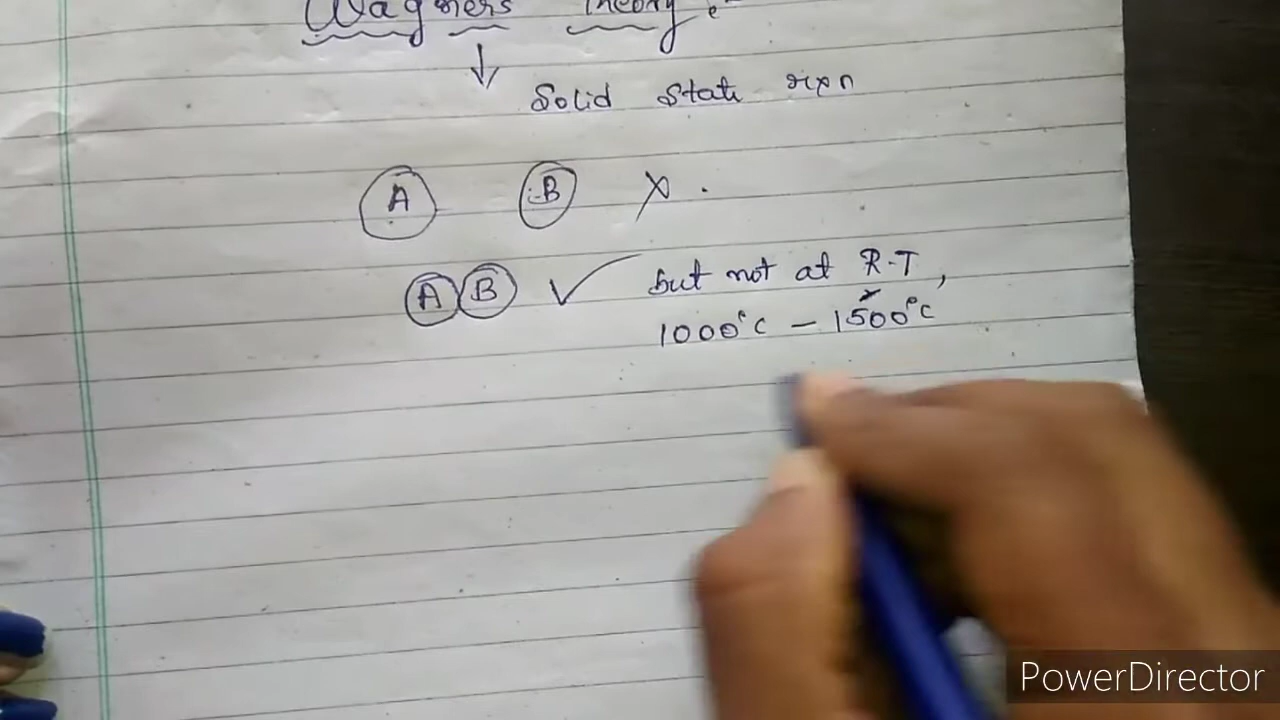 Wagners Theory :-
Solid State rxn
A B X .
A B ✓ but not at R.T,
1000°C - 1500°C
PowerDirector